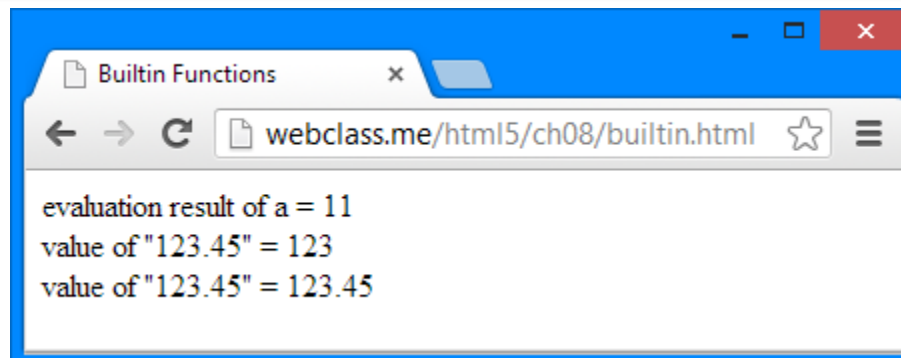 Builtin Functions
webclass.me/html5/ch08/builtin.html
evaluation result of a = 11
value of "123.45" = 123
value of "123.45" = 123.45